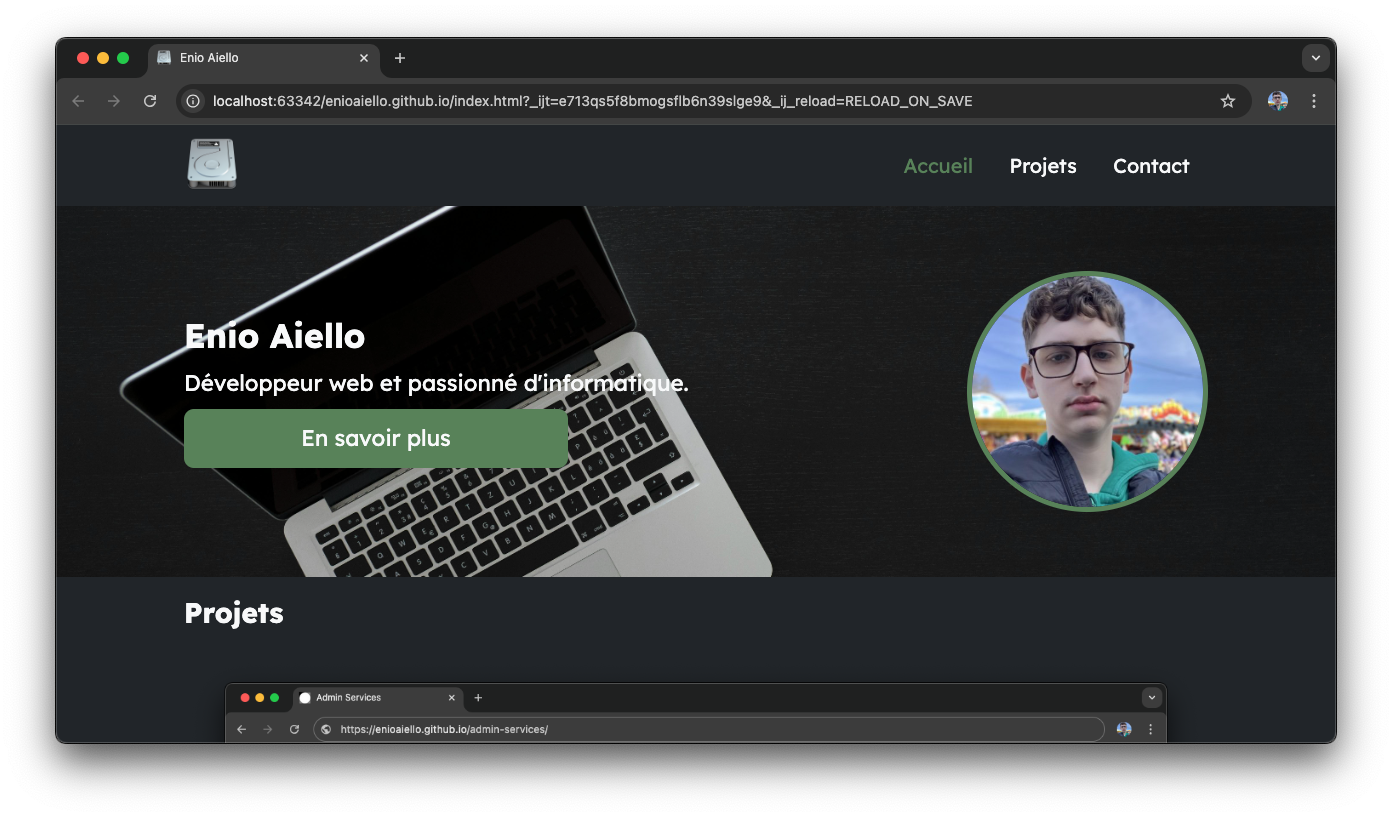 Enio Aiello
localhost:63342/enioaiello.github.io/index.html?_ijt=e713qs5f8bmogsflb6n39slge9&_ij_reload=RELOAD_ON_SAVE
Accueil Projets Contact
Enio Aiello
Développeur web et passionné d'informatique.
En savoir plus
Projets
Admin Services
https://enioaiello.github.io/admin-services/